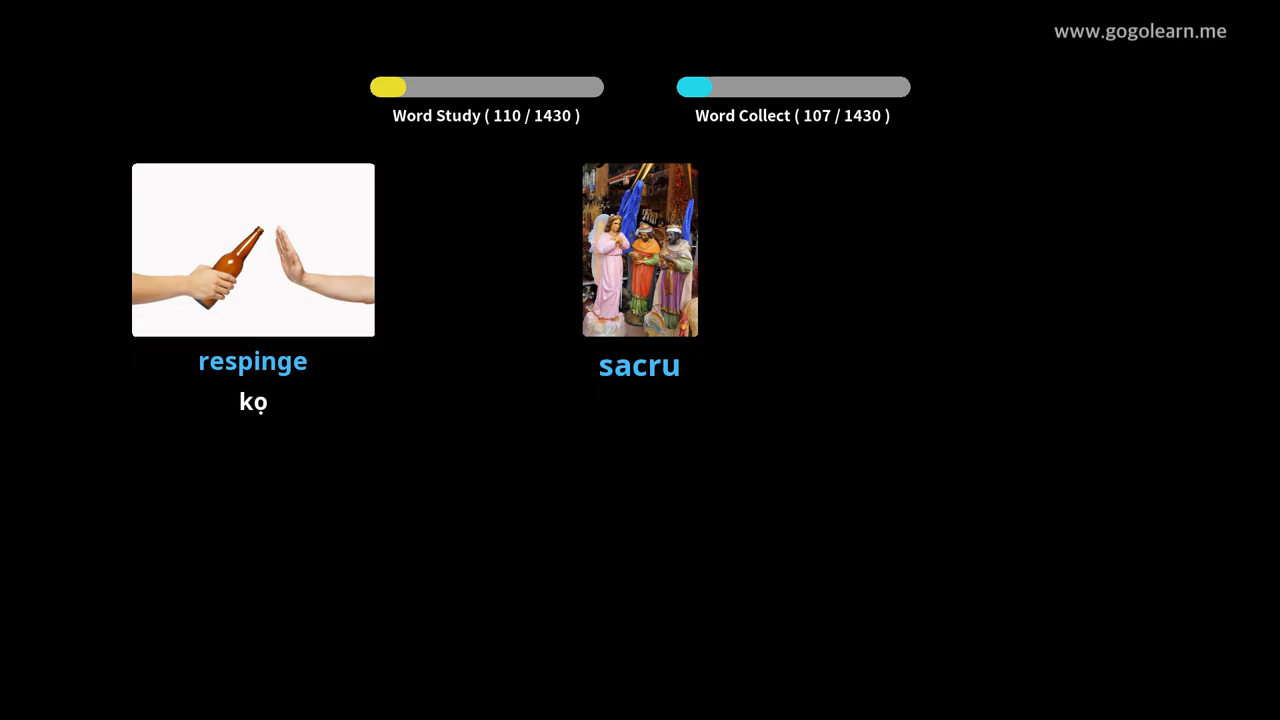 www.gogolearn.me
Word Study ( 110 / 1430 )
Word Collect ( 107 / 1430 )
respinge
kọ
sacru